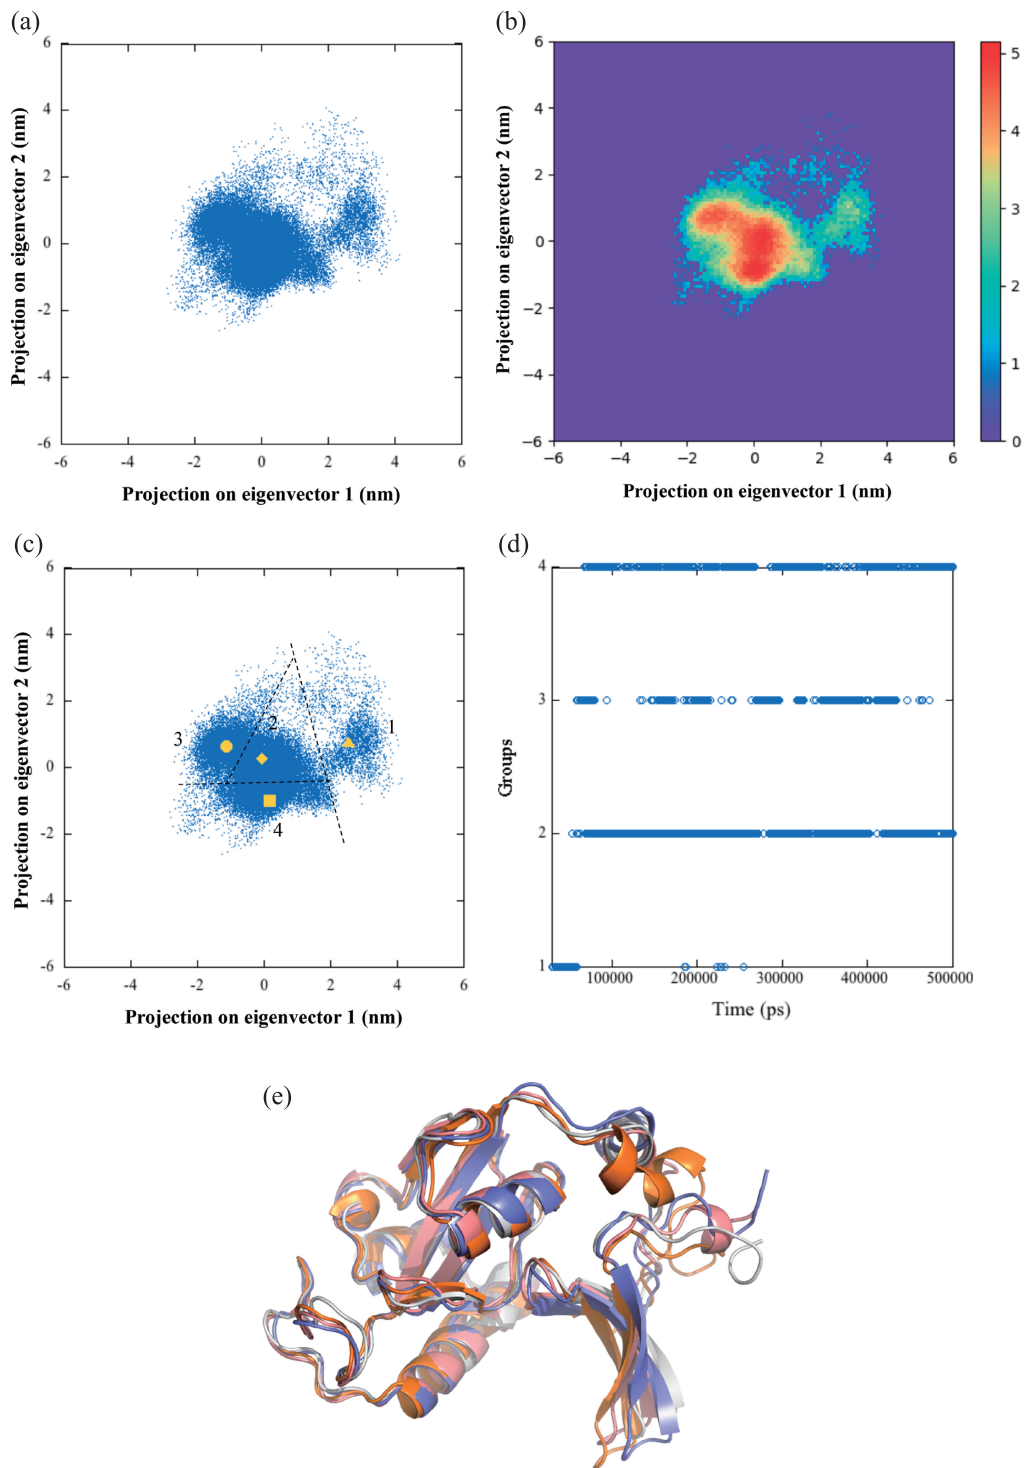 (a)
6
4
2
0
-2
-4
-6
-6 -4 -2 0 2 4 6
Projection on eigenvector 2 (nm)
Projection on eigenvector 1 (nm)
(b)
6
4
2
0
−2
−4
−6
−6 −4 −2 0 2 4 6
Projection on eigenvector 2 (nm)
Projection on eigenvector 1 (nm)
5
4
3
2
1
0
(c)
6
4
2
0
-2
-4
-6
-6 -4 -2 0 2 4 6
Projection on eigenvector 2 (nm)
Projection on eigenvector 1 (nm)
3
2
1
4
(d)
4
3
2
1
100000 200000 300000 400000 500000
Groups
Time (ps)
(e)